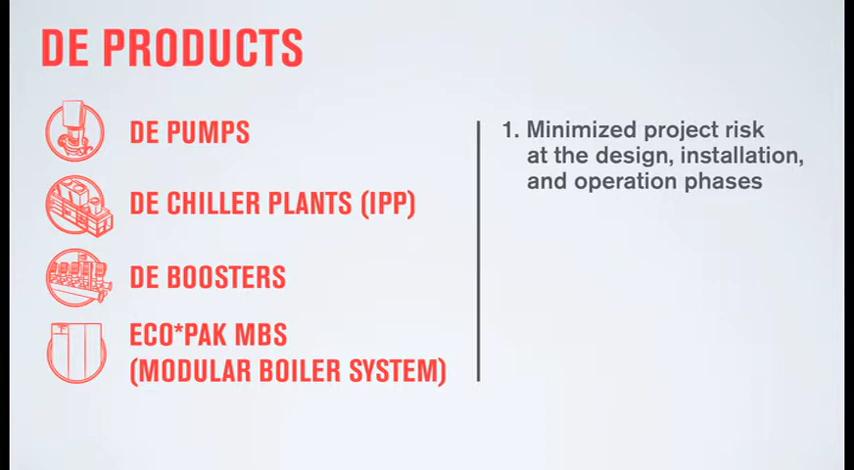 DE PRODUCTS
DE PUMPS
DE CHILLER PLANTS (IPP)
DE BOOSTERS
ECO*PAK MBS
(MODULAR BOILER SYSTEM)
1. Minimized project risk
at the design, installation,
and operation phases